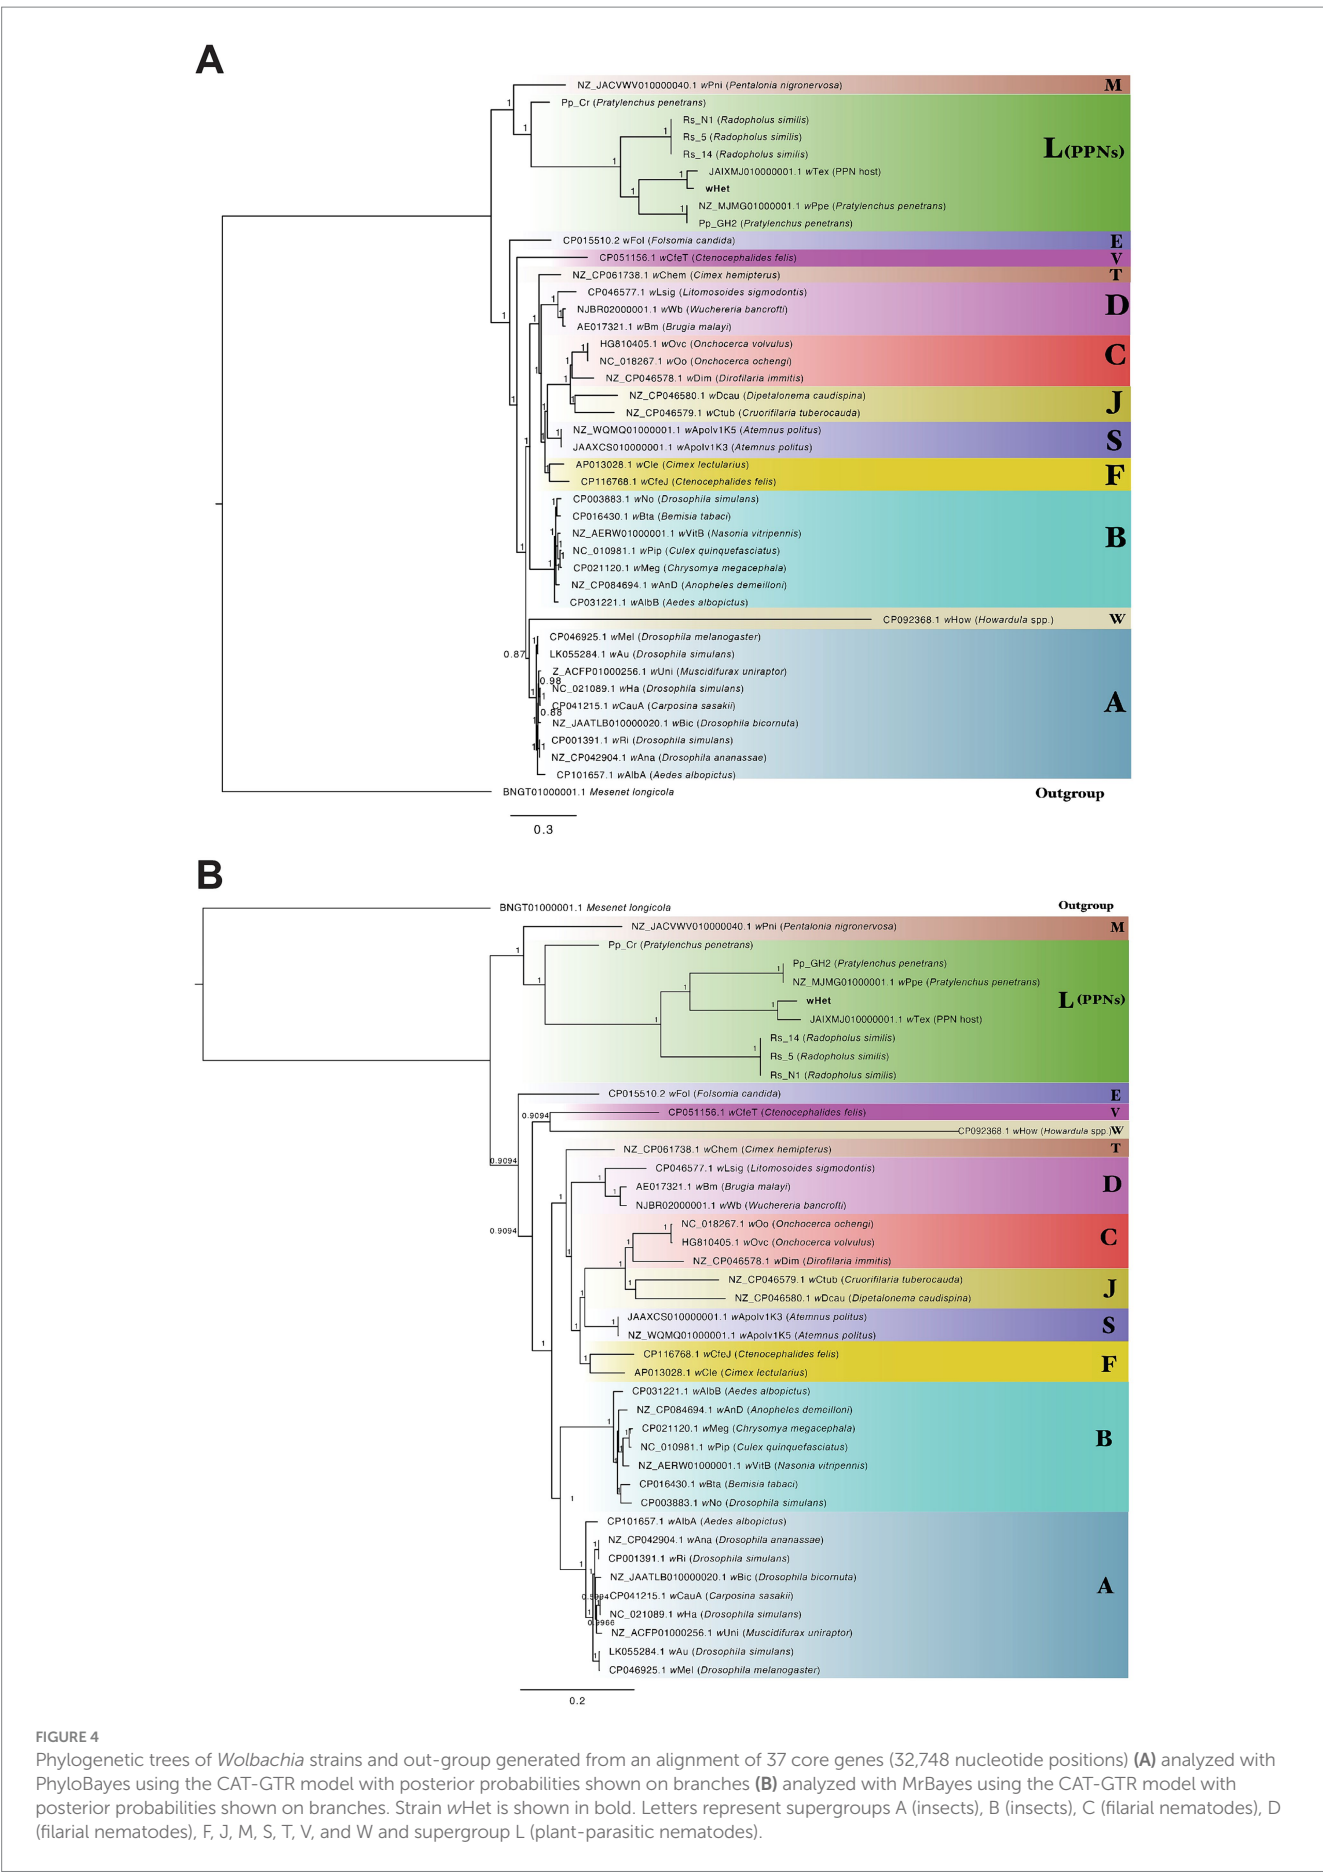 A
NZ_JACVWV010000040.1 wPni (Pentalonia nigronervosa)
M
Pp_Cr (Pratylenchus penetrans)
Rs_N1 (Radopholus similis)
Rs_5 (Radopholus similis)
Rs_14 (Radopholus similis)
L(PPNs)
JAIXMJ010000001.1 wTex (PPN host)
wHet
NZ_MJMG01000001.1 wPpe (Pratylenchus penetrans)
Pp_GH2 (Pratylenchus penetrans)
CP015510.2 wFol (Folsomia candida)
E
CP051156.1 wCfeT (Ctenocephalides felis)
V
NZ_CP061738.1 wChem (Cimex hemipterus)
T
CP046577.1 wLsig (Litomosoides sigmodontis)
NJBR02000001.1 wWb (Wuchereria bancrofti)
D
AE017321.1 wBm (Brugia malayi)
HG810405.1 wOvc (Onchocerca volvulus)
NC_018267.1 wOo (Onchocerca ochengi)
C
NZ_CP046578.1 wDim (Dirofilaria immitis)
NZ_CP046580.1 wDcau (Dipetalonema caudispina)
J
NZ_CP046579.1 wCtub (Cruorifilaria tuberocauda)
NZ_WQMQ01000001.1 wApolv1K5 (Atemnus politus)
S
JAAXCS010000001.1 wApolv1K3 (Atemnus politus)
AP013028.1 wCle (Cimex lectularius)
F
CP116768.1 wCfeJ (Ctenocephalides felis)
CP003883.1 wNo (Drosophila simulans)
CP016430.1 wBta (Bemisia tabaci)
NZ_AERW01000001.1 wVitB (Nasonia vitripennis)
B
NC_010981.1 wPip (Culex quinquefasciatus)
CP021120.1 wMeg (Chrysomya megacephala)
NZ_CP084694.1 wAnD (Anopheles demeilloni)
CP031221.1 wAlbB (Aedes albopictus)
CP092368.1 wHow (Howardula spp.)
W
CP046925.1 wMel (Drosophila melanogaster)
0.87
LK055284.1 wAu (Drosophila simulans)
Z_ACFP01000256.1 wUni (Muscidifurax uniraptor)
0.98
NC_021089.1 wHa (Drosophila simulans)
CP041215.1 wCauA (Carposina sasakii)
A
0.88
NZ_JAATLB010000020.1 wBic (Drosophila bicornuta)
CP001391.1 wRi (Drosophila simulans)
NZ_CP042904.1 wAna (Drosophila ananassae)
CP101657.1 wAlbA (Aedes albopictus)
BNGT01000001.1 Mesenet longicola
Outgroup
0.3
B
BNGT01000001.1 Mesenet longicola
Outgroup
NZ_JACVWV010000040.1 wPni (Pentalonia nigronervosa)
M
Pp_Cr (Pratylenchus penetrans)
Pp_GH2 (Pratylenchus penetrans)
NZ_MJMG01000001.1 wPpe (Pratylenchus penetrans)
wHet
L (PPNs)
JAIXMJ010000001.1 wTex (PPN host)
Rs_14 (Radopholus similis)
Rs_5 (Radopholus similis)
Rs_N1 (Radopholus similis)
CP015510.2 wFol (Folsomia candida)
E
0.9094
CP051156.1 wCfeT (Ctenocephalides felis)
V
CP092368.1 wHow (Howardula spp.)
W
NZ_CP061738.1 wChem (Cimex hemipterus)
T
0.9094
CP046577.1 wLsig (Litomosoides sigmodontis)
AE017321.1 wBm (Brugia malayi)
D
NJBR02000001.1 wWb (Wuchereria bancrofti)
0.9094
NC_018267.1 wOo (Onchocerca ochengi)
HG810405.1 wOvc (Onchocerca volvulus)
C
NZ_CP046578.1 wDim (Dirofilaria immitis)
NZ_CP046579.1 wCtub (Cruorifilaria tuberocauda)
J
NZ_CP046580.1 wDcau (Dipetalonema caudispina)
JAAXCS010000001.1 wApolv1K3 (Atemnus politus)
S
NZ_WQMQ01000001.1 wApolv1K5 (Atemnus politus)
CP116768.1 wCfeJ (Ctenocephalides felis)
F
AP013028.1 wCle (Cimex lectularius)
CP031221.1 wAlbB (Aedes albopictus)
NZ_CP084694.1 wAnD (Anopheles demeilloni)
CP021120.1 wMeg (Chrysomya megacephala)
B
NC_010981.1 wPip (Culex quinquefasciatus)
NZ_AERW01000001.1 wVitB (Nasonia vitripennis)
CP016430.1 wBta (Bemisia tabaci)
CP003883.1 wNo (Drosophila simulans)
CP101657.1 wAlbA (Aedes albopictus)
NZ_CP042904.1 wAna (Drosophila ananassae)
CP001391.1 wRi (Drosophila simulans)
NZ_JAATLB010000020.1 wBic (Drosophila bicornuta)
A
CP041215.1 wCauA (Carposina sasakii)
NC_021089.1 wHa (Drosophila simulans)
0.9966
NZ_ACFP01000256.1 wUni (Muscidifurax uniraptor)
LK055284.1 wAu (Drosophila simulans)
CP046925.1 wMel (Drosophila melanogaster)
0.2
FIGURE 4
Phylogenetic trees of Wolbachia strains and out-group generated from an alignment of 37 core genes (32,748 nucleotide positions) (A) analyzed with
PhyloBayes using the CAT-GTR model with posterior probabilities shown on branches (B) analyzed with MrBayes using the CAT-GTR model with
posterior probabilities shown on branches. Strain wHet is shown in bold. Letters represent supergroups A (insects), B (insects), C (filarial nematodes), D
(filarial nematodes), F, J, M, S, T, V, and W and supergroup L (plant-parasitic nematodes).